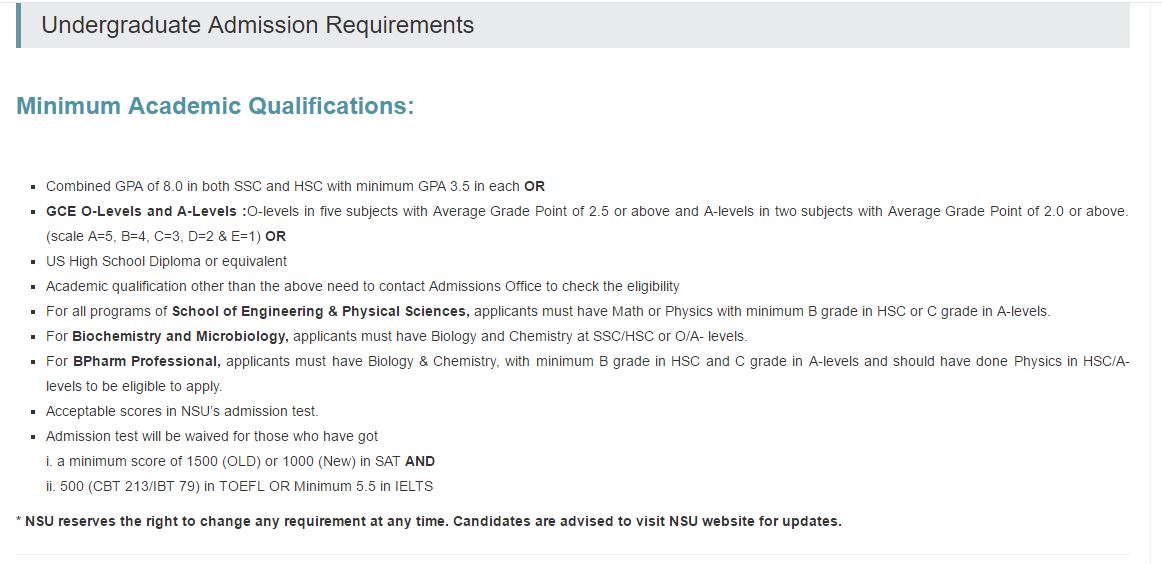 Undergraduate Admission Requirements
Minimum Academic Qualifications:
▪ Combined GPA of 8.0 in both SSC and HSC with minimum GPA 3.5 in each OR
▪ GCE O-Levels and A-Levels :O-levels in five subjects with Average Grade Point of 2.5 or above and A-levels in two subjects with Average Grade Point of 2.0 or above.
(scale A=5, B=4, C=3, D=2 & E=1) OR
▪ US High School Diploma or equivalent
▪ Academic qualification other than the above need to contact Admissions Office to check the eligibility
▪ For all programs of School of Engineering & Physical Sciences, applicants must have Math or Physics with minimum B grade in HSC or C grade in A-levels.
▪ For Biochemistry and Microbiology, applicants must have Biology and Chemistry at SSC/HSC or O/A- levels.
▪ For BPharm Professional, applicants must have Biology & Chemistry, with minimum B grade in HSC and C grade in A-levels and should have done Physics in HSC/A-
levels to be eligible to apply.
▪ Acceptable scores in NSU's admission test.
▪ Admission test will be waived for those who have got
i. a minimum score of 1500 (OLD) or 1000 (New) in SAT AND
ii. 500 (CBT 213/IBT 79) in TOEFL OR Minimum 5.5 in IELTS
* NSU reserves the right to change any requirement at any time. Candidates are advised to visit NSU website for updates.